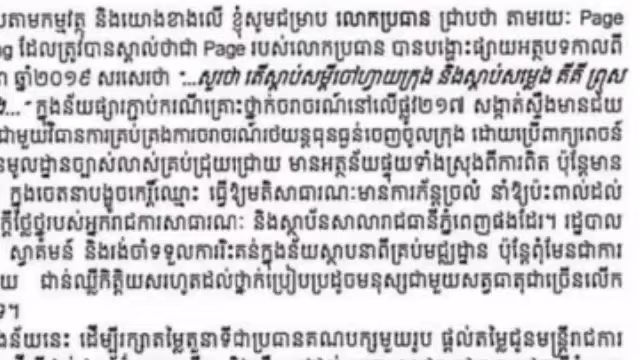 បតាមកម្មវត្ថុ និងយោងខាងលើ ខ្ញុំសូមជម្រាប លោកប្រធាន ជ្រាបថា តាមរយៈ Page
ng ដែលត្រូវបានស្គាល់ថាជា Page របស់លោកប្រធាន បានបង្ហោះផ្សាយអត្ថបទកាលពី
ឆ្នាំ២០១៩ សរសេរថា "...សួរថា តើស្តាប់សម្តីចៅហ្វាយក្រុង និងស្តាប់សម្លេង គីគី ព្រុស
..." ក្នុងន័យផ្សារភ្ជាប់ករណីគ្រោះថ្នាក់ចរាចរណ៍នៅលើផ្លូវ២១៧ សង្កាត់ស្ទឹងមានជ័យ
ជាមួយវិធានការគ្រប់គ្រងការចរាចរណ៍រថយន្តធុនធ្ងន់ចេញចូលក្រុង ដោយប្រើពាក្យពេចន៍
នមូលដ្ឋានច្បាស់លាស់គ្រប់ជ្រុយជ្រោយ មានអត្ថន័យផ្ទុយទាំងស្រុងពីការពិត ប៉ុន្តែមាន
ក្នុងចេតនាបង្ខូចកេរ្តិ៍ឈ្មោះ ធ្វើឱ្យមតិសាធារណៈមានការភ័ន្តច្រលំ នាំឱ្យប៉ះពាល់ដល់
ក្តីថ្លៃថ្នូរបស់អ្នករាជការសាធារណៈ និងស្ថាប័នសាលារាជធានីភ្នំពេញផងដែរ។ រដ្ឋបាល
ស្វាគមន៍ និងរង់ចាំទទួលការរិះគន់ក្នុងន័យស្ថាបនាពីគ្រប់មជ្ឈដ្ឋាន ប៉ុន្តែពុំមែនជាការ
យ ជាន់ឈ្លីកិត្តិយសរហូតដល់ថ្នាក់ប្រៀបប្រដូចមនុស្សជាមួយសត្វធាតុជាច្រើនលើក
ទ។
ងន័យនេះ ដើម្បីរក្សាតម្លៃតួនាទីជាប្រធានគណបក្សមួយរូប ផ្តល់តម្លៃជូនមន្ត្រីរាជការ